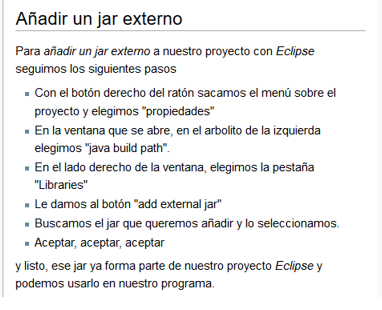 Añadir un jar externo
Para añadir un jar externo a nuestro proyecto con Eclipse
seguimos los siguientes pasos
Con el botón derecho del ratón sacamos el menú sobre el
proyecto y elegimos "propiedades"
En la ventana que se abre, en el arbolito de la izquierda
elegimos "java build path".
En el lado derecho de la ventana, elegimos la pestaña
"Libraries"
Le damos al botón "add external jar"
Buscamos el jar que queremos añadir y lo seleccionamos.
Aceptar, aceptar, aceptar
y listo, ese jar ya forma parte de nuestro proyecto Eclipse y
podemos usarlo en nuestro programa.